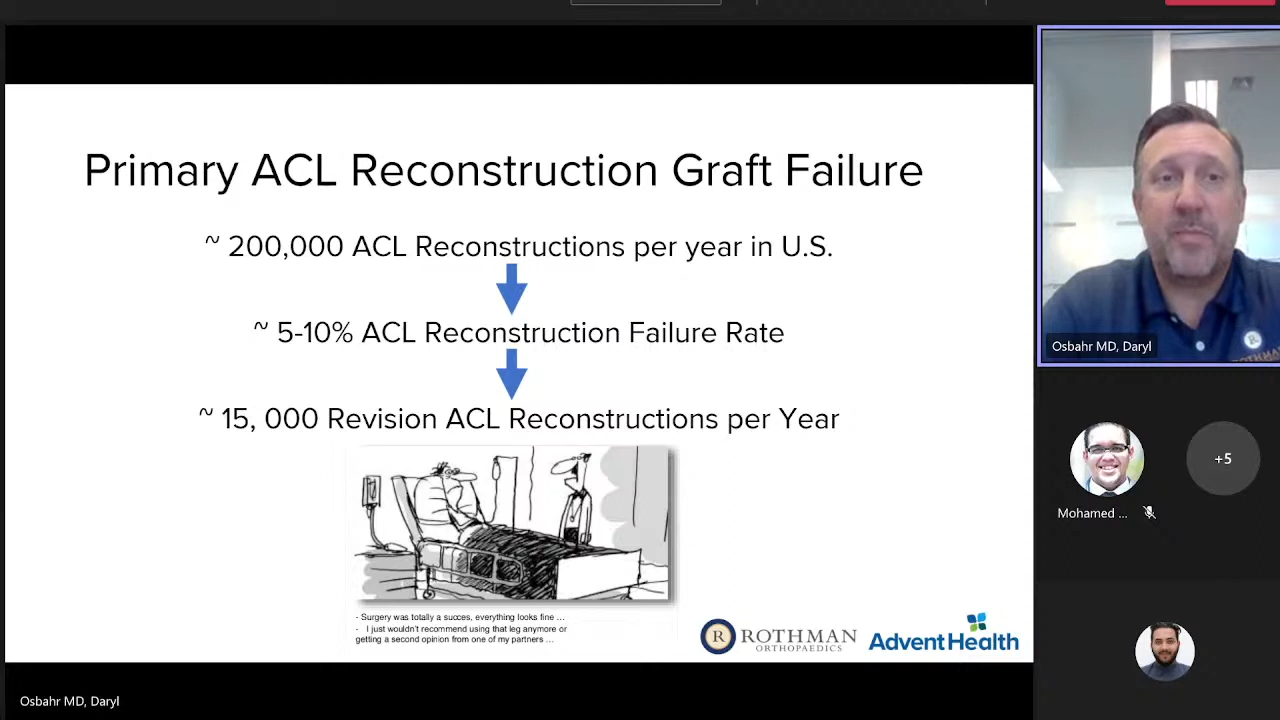 Primary ACL Reconstruction Graft Failure
~ 200,000 ACL Reconstructions per year in U.S.
~ 5-10% ACL Reconstruction Failure Rate
~ 15, 000 Revision ACL Reconstructions per Year
- Surgery was totally a succes, everything looks fine ...
- I just wouldn't recommend using that leg anymore or
getting a second opinion from one of my partners ...
R ROTHMAN
ORTHOPAEDICS
AdventHealth
Osbahr MD, Daryl
R
ROTHMAN
Mohamed ...
+5
Osbahr MD, Daryl